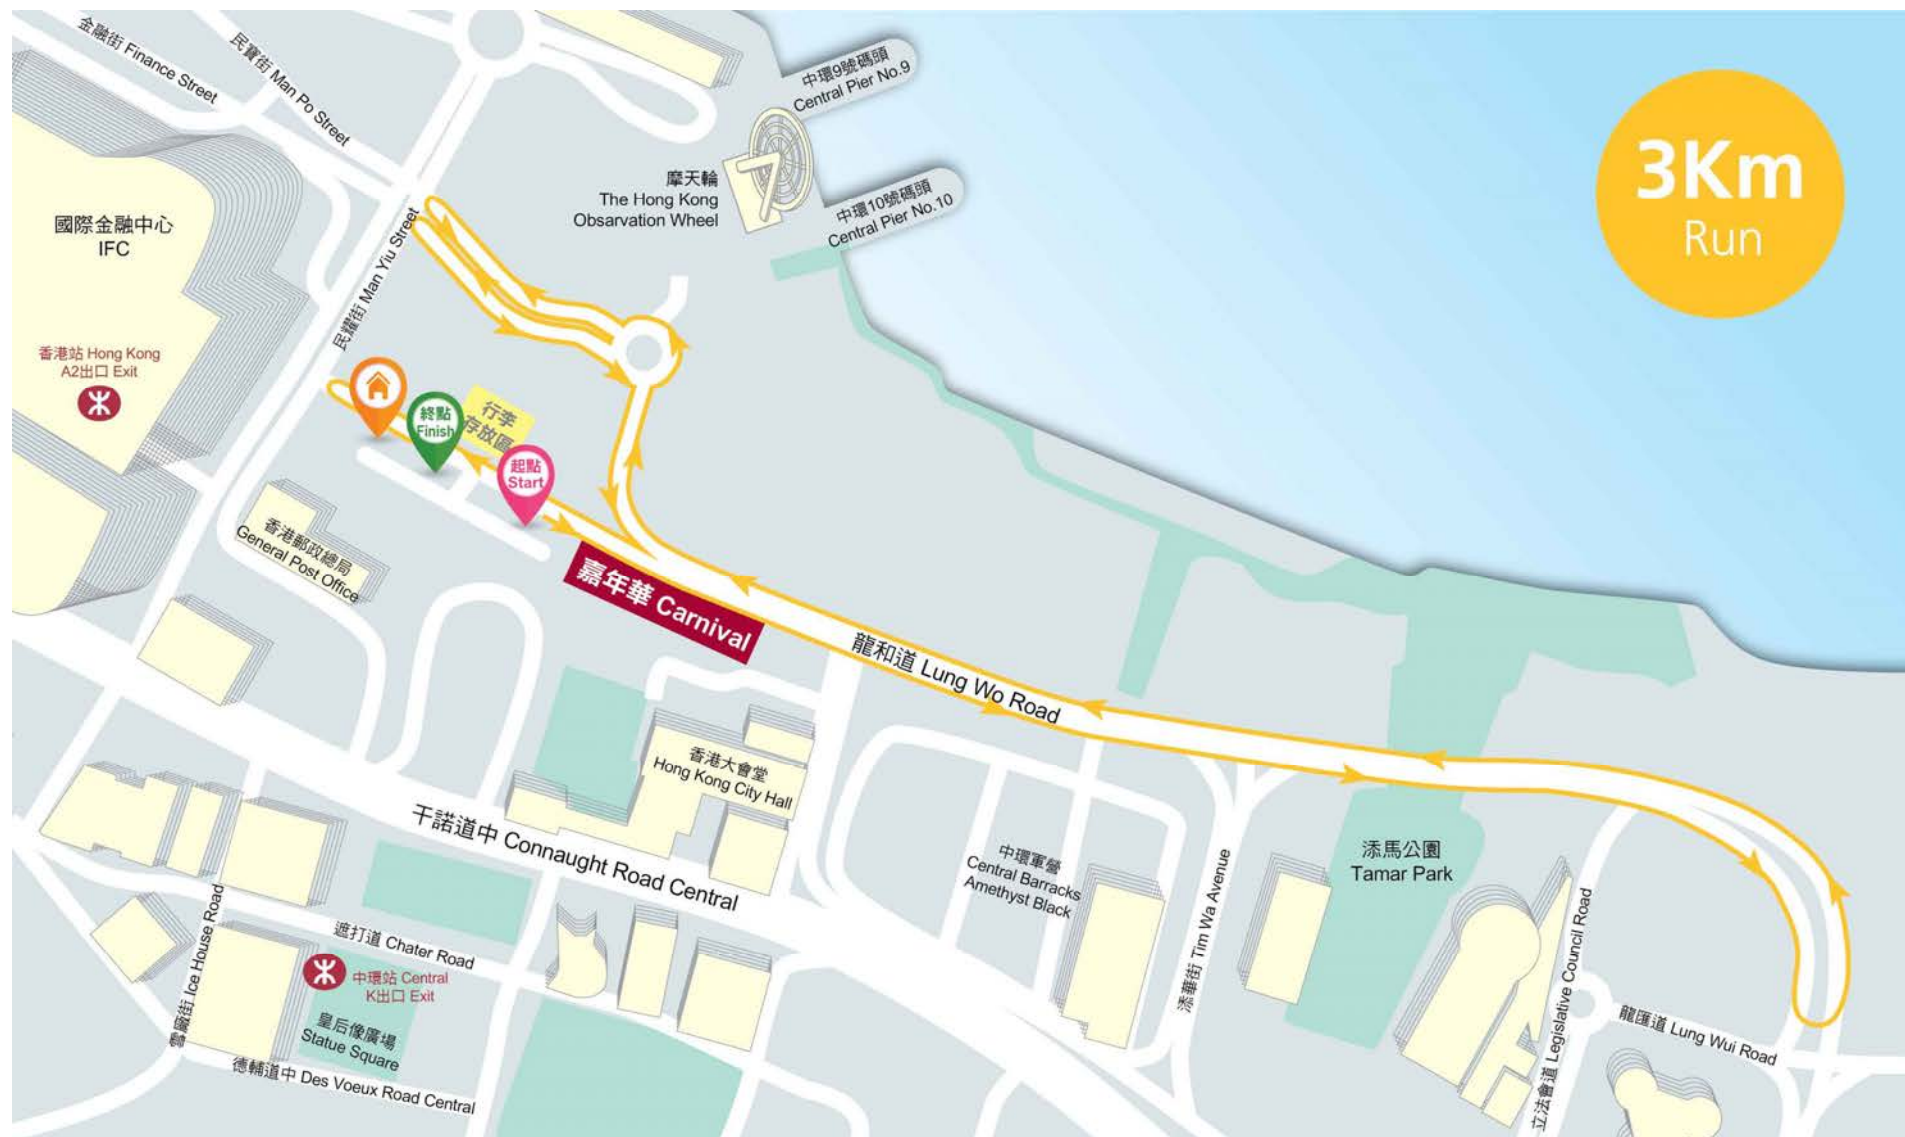 金融街 Finance Street
民寶街 Man Po Street
中環9號碼頭
Central Pier No.9
3Km
Run
摩天輪
The Hong Kong
Obsarvation Wheel
中環10號碼頭
Central Pier No.10
國際金融中心
IFC
民耀街 Man Yiu Street
香港站 Hong Kong
A2出口 Exit
終點
Finish
行李
存放區
起點
Start
香港郵政總局
General Post Office
嘉年華 Carnival
龍和道 Lung Wo Road
香港大會堂
Hong Kong City Hall
干諾道中 Connaught Road Central
中環軍營
Central Barracks
Amethyst Black
添馬公園
Tamar Park
添華街 Tim Wa Avenue
立法會道 Legislative Council Road
龍匯道 Lung Wui Road
雪廠街 Ice House Road
遮打道 Chater Road
中環站 Central
K出口 Exit
皇后像廣場
Statue Square
德輔道中 Des Voeux Road Central